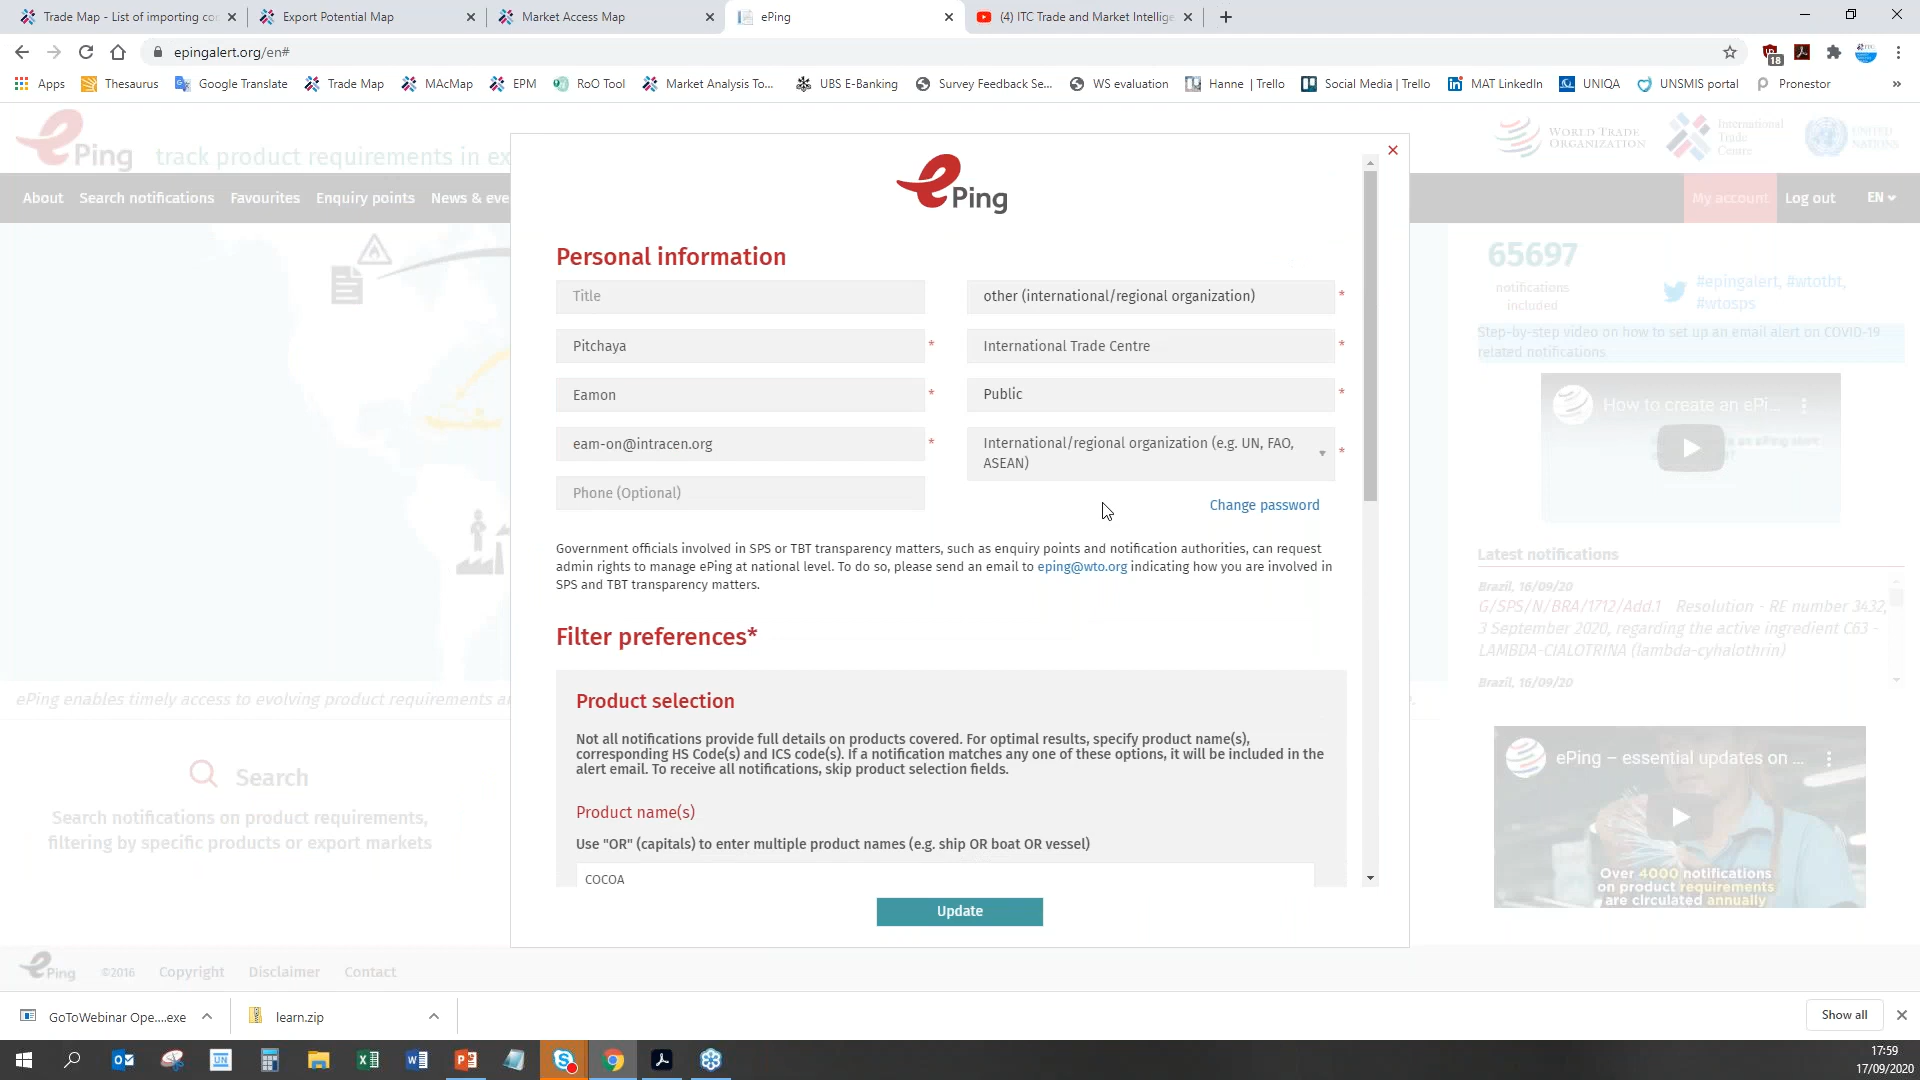 Trade Map - List of importing co
Export Potential Map
Market Access Map
ePing
(4) ITC Trade and Market Intellige
epingalert.org/en#
18
Apps
Thesaurus
Google Translate
Trade Map
MAcMap
EPM
RoO Tool
Market Analysis To...
UBS E-Banking
Survey Feedback Se...
WS evaluation
Hanne | Trello
Social Media | Trello
MAT LinkedIn
UNIQA
UNSMIS portal
Pronestor
»
ePing
track product requirements in ex
WORLD TRADE
ORGANIZATION
International
Trade
Centre
UNITED
NATIONS
About
Search notifications
Favourites
Enquiry points
News & eve
My account
Log out
EN
ePing
Personal information
Title
other (international/regional organization) *
Pitchaya *
International Trade Centre *
Eamon *
Public *
eam-on@intracen.org *
International/regional organization (e.g. UN, FAO,
ASEAN) *
Phone (Optional)
Change password
Government officials involved in SPS or TBT transparency matters, such as enquiry points and notification authorities, can request
admin rights to manage ePing at national level. To do so, please send an email to eping@wto.org indicating how you are involved in
SPS and TBT transparency matters.
Filter preferences*
Product selection
Not all notifications provide full details on products covered. For optimal results, specify product name(s),
corresponding HS Code(s) and ICS code(s). If a notification matches any one of these options, it will be included in the
alert email. To receive all notifications, skip product selection fields.
Product name(s)
Use "OR" (capitals) to enter multiple product names (e.g. ship OR boat OR vessel)
COCOA
Update
65697
notifications
included
#epingalert, #wtotbt,
#wtosps
Step-by-step video on how to set up an email alert on COVID-19
related notifications
How to create an ePi...
Latest notifications
Brazil, 16/09/20
G/SPS/N/BRA/1712/Add.1 Resolution - RE number 3432,
3 September 2020, regarding the active ingredient C63 -
LAMBDA-CIALOTRINA (lambda-cyhalothrin)
Brazil, 16/09/20
ePing – essential updates on ...
Over 4000 notifications
on product requirements
are circulated annually
ePing enables timely access to evolving product requirements a
Search
Search notifications on product requirements,
filtering by specific products or export markets
ePing
©2016
Copyright
Disclaimer
Contact
GoToWebinar Ope....exe
learn.zip
Show all
UN
17:59
17/09/2020